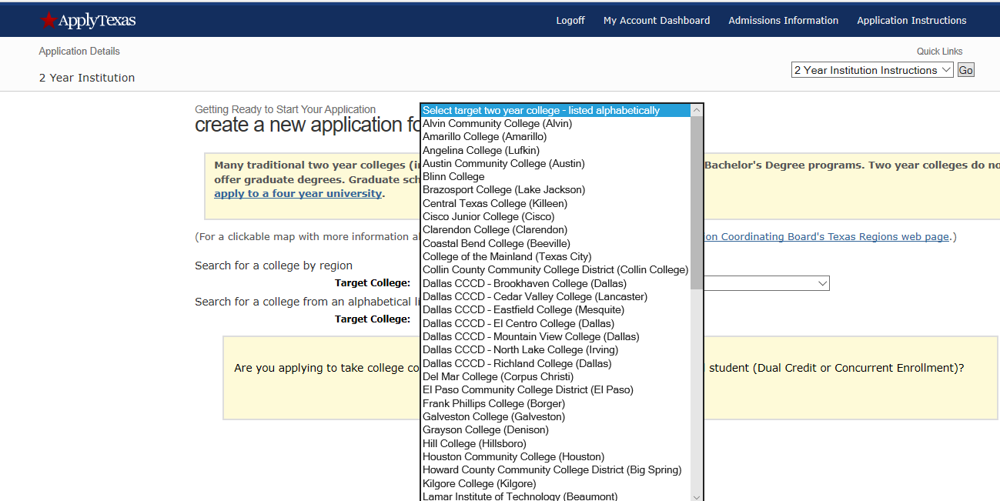 ApplyTexas
Logoff My Account Dashboard Admissions Information Application Instructions
Application Details
Quick Links
2 Year Institution
2 Year Institution Instructions Go
Getting Ready to Start Your Application
create a new application fo
Many traditional two year colleges (i
Bachelor's Degree programs. Two year colleges do no
offer graduate degrees. Graduate sch
apply to a four year university.
(For a clickable map with more information a
on Coordinating Board's Texas Regions web page.)
Search for a college by region
Target College:
Search for a college from an alphabetical li
Target College:
Are you applying to take college co
student (Dual Credit or Concurrent Enrollment)?
Select target two year college - listed alphabetically
Alvin Community College (Alvin)
Amarillo College (Amarillo)
Angelina College (Lufkin)
Austin Community College (Austin)
Blinn College
Brazosport College (Lake Jackson)
Central Texas College (Killeen)
Cisco Junior College (Cisco)
Clarendon College (Clarendon)
Coastal Bend College (Beeville)
College of the Mainland (Texas City)
Collin County Community College District (Collin College)
Dallas CCCD - Brookhaven College (Dallas)
Dallas CCCD - Cedar Valley College (Lancaster)
Dallas CCCD - Eastfield College (Mesquite)
Dallas CCCD - El Centro College (Dallas)
Dallas CCCD - Mountain View College (Dallas)
Dallas CCCD - North Lake College (Irving)
Dallas CCCD - Richland College (Dallas)
Del Mar College (Corpus Christi)
El Paso Community College District (El Paso)
Frank Phillips College (Borger)
Galveston College (Galveston)
Grayson College (Denison)
Hill College (Hillsboro)
Houston Community College (Houston)
Howard County Community College District (Big Spring)
Kilgore College (Kilgore)
Lamar Institute of Technology (Beaumont)